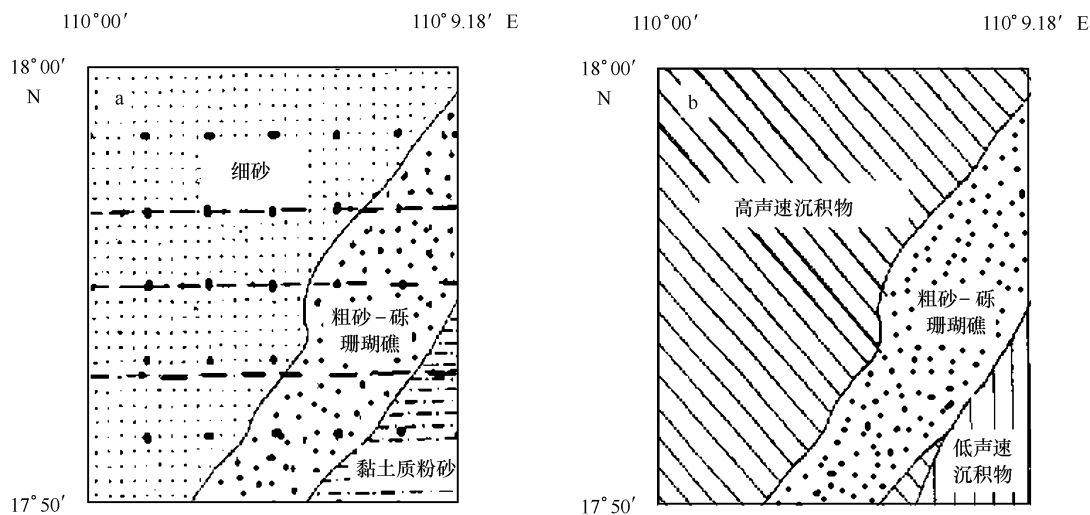 110°00′
110°9.18′ E
110°00′
110°9.18′ E
18°00′
N
a
细砂
粗砂–砾
珊瑚礁
黏土质粉砂
17°50′
18°00′
N
b
高声速沉积物
粗砂–砾
珊瑚礁
低声速
沉积物
17°50′